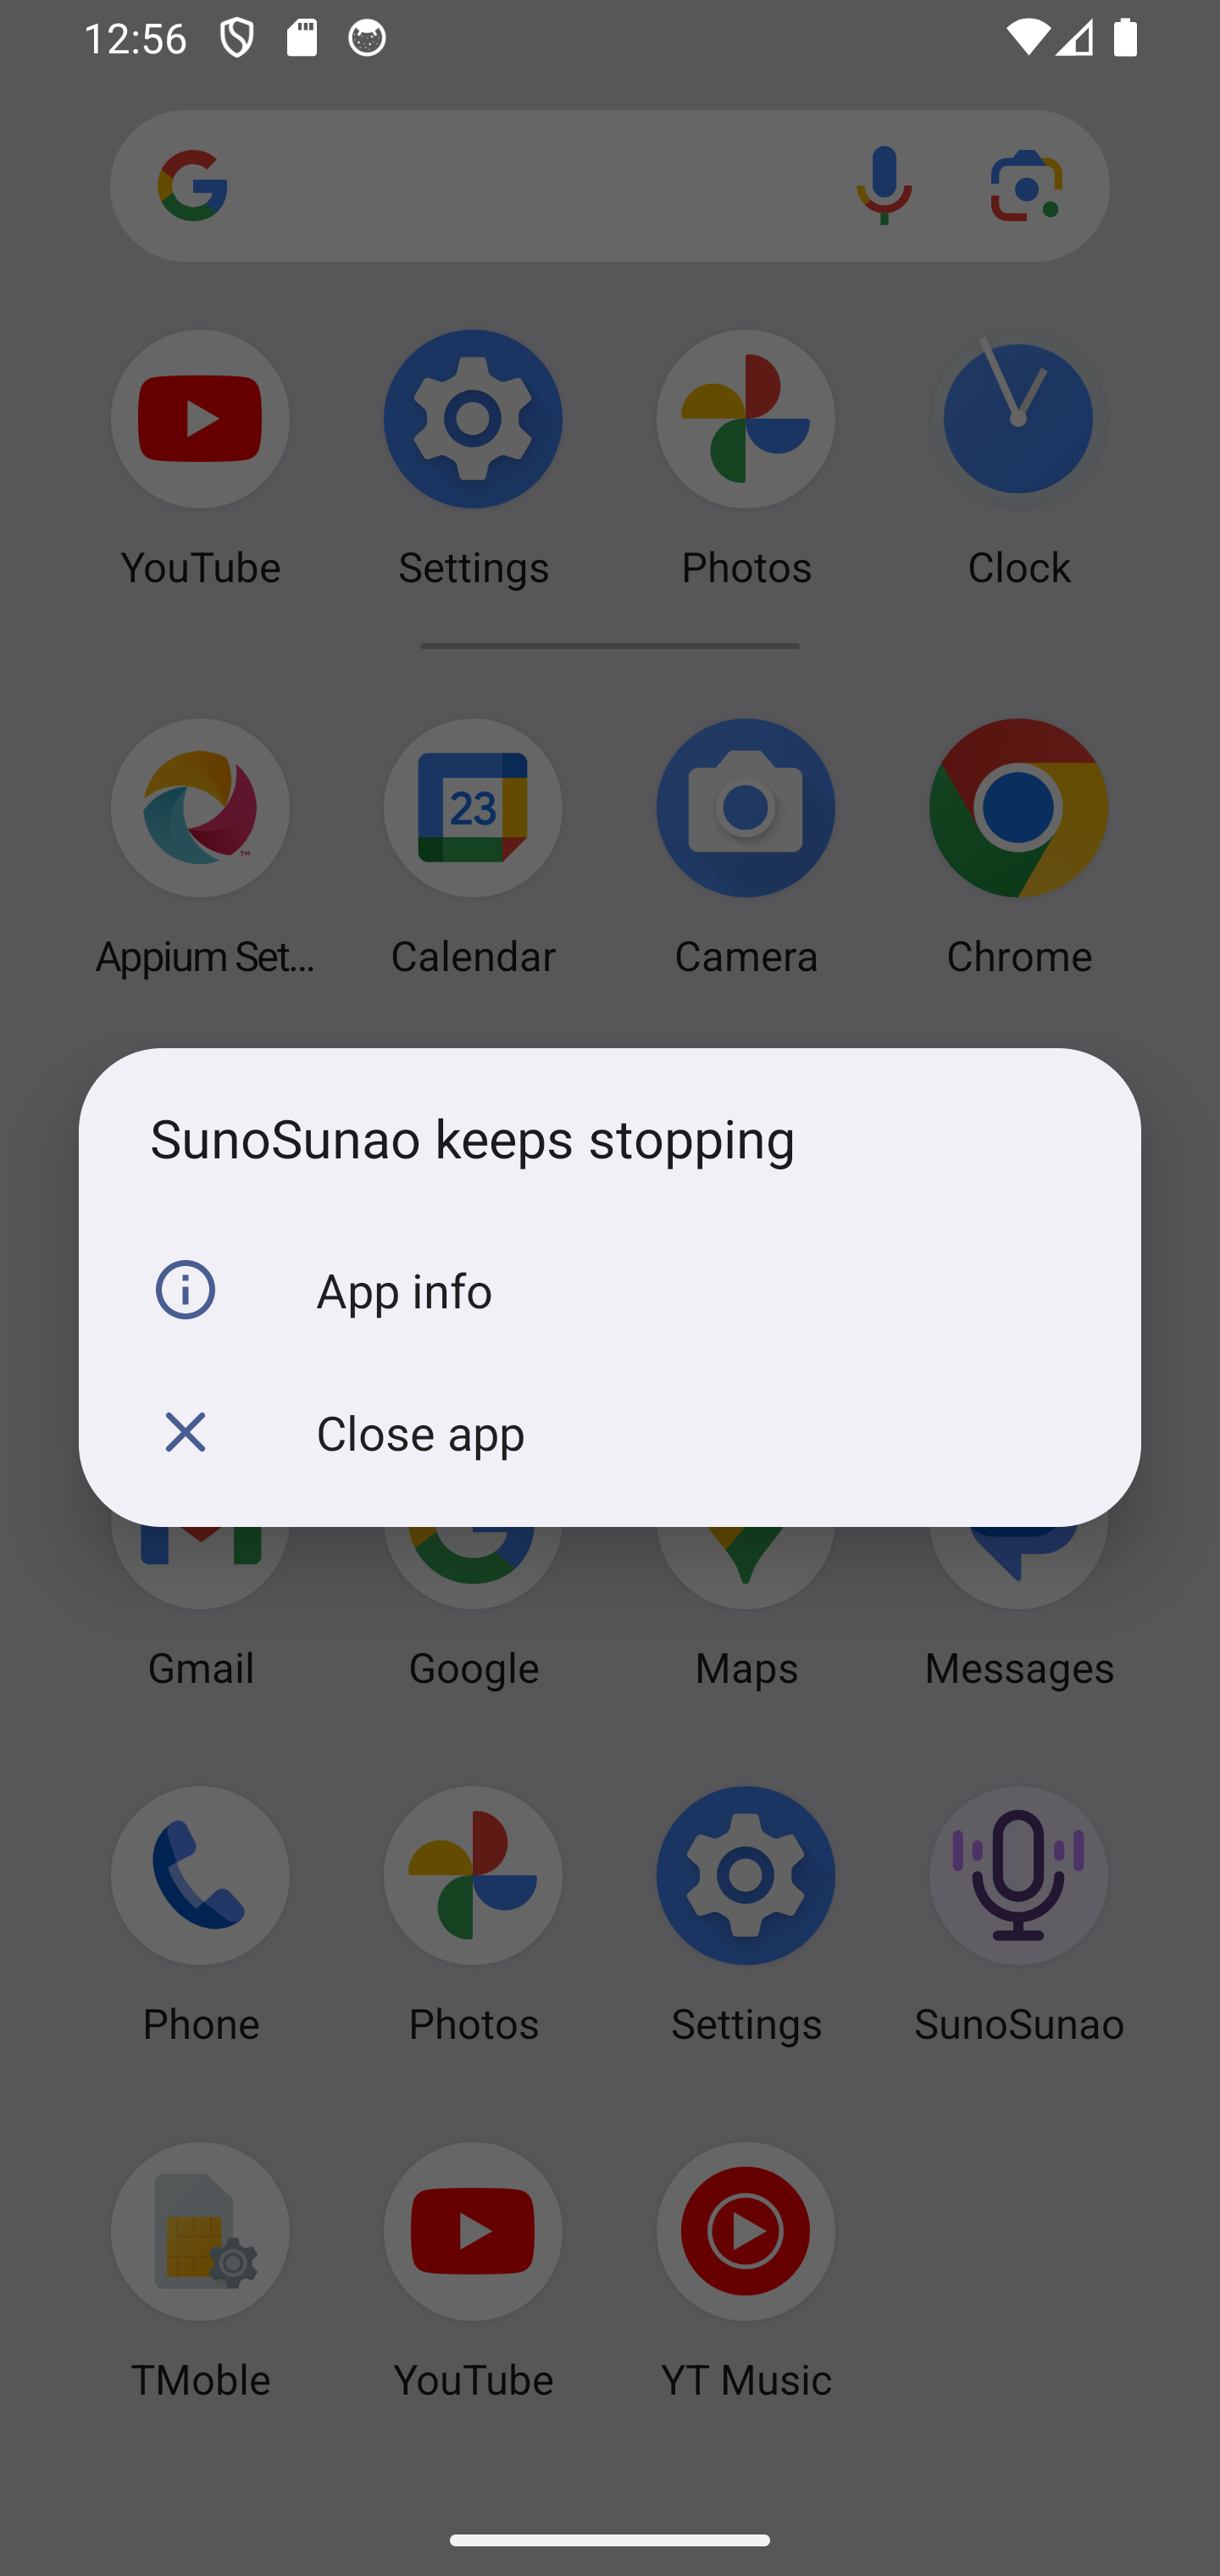 12:56
YouTube
Settings
Photos
Clock
23
TM
Appium Set...
Calendar
Camera
Chrome
SunoSunao keeps stopping
App info
Close app
Gmail
Google
Maps
Messages
Phone
Photos
Settings
SunoSunao
TMoble
YouTube
YT Music